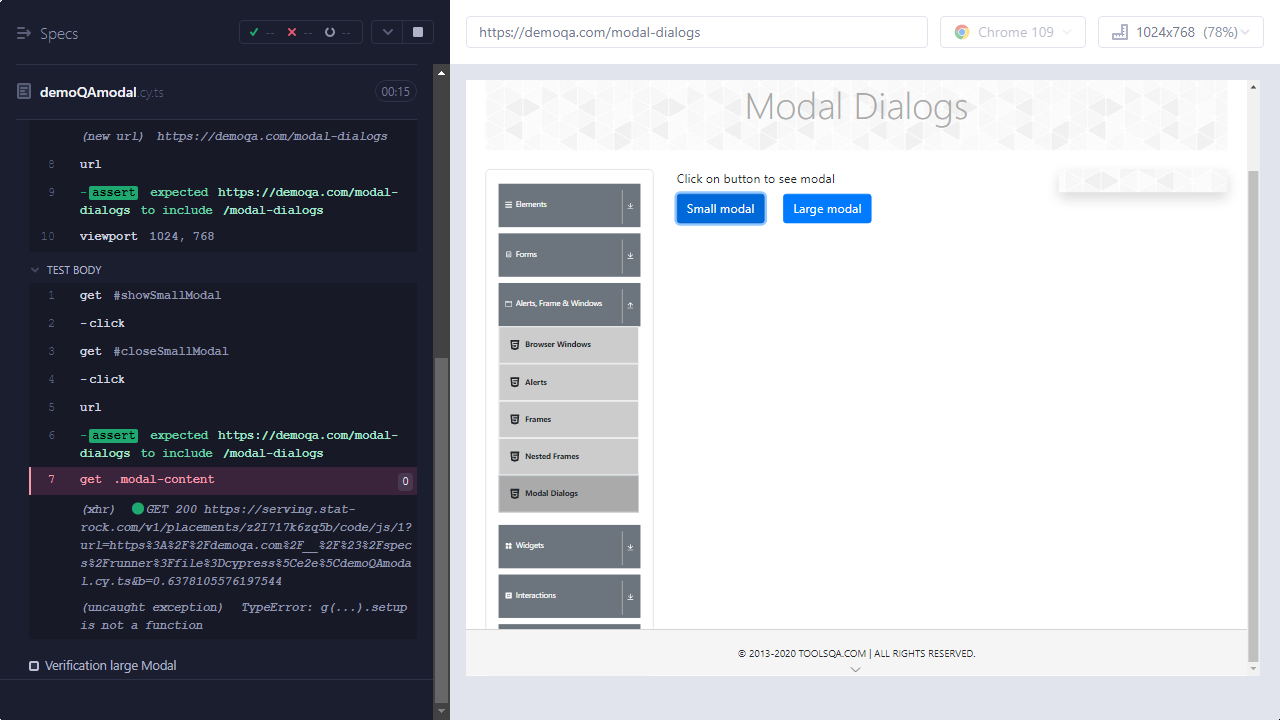 Specs
--
--
--
demoQAmodal.cy.ts
00:15
(new url) https://demoqa.com/modal-dialogs
8 url
9 -assert expected https://demoqa.com/modal-
dialogs to include /modal-dialogs
10 viewport 1024, 768
TEST BODY
1 get #showSmallModal
2 -click
3 get #closeSmallModal
4 -click
5 url
6 -assert expected https://demoqa.com/modal-
dialogs to include /modal-dialogs
7 get .modal-content 0
(xhr) GET 200 https://serving.stat-
rock.com/v1/placements/z2I717k6zq5b/code/js/1?
url=https%3A%2F%2Fdemoqa.com%2F__%2F%23%2Fspec
s%2Frunner%3Ffile%3Dcypress%5Ce2e%5CdemoQAmoda
l.cy.ts&b=0.6378105576197544
(uncaught exception) TypeError: g(...).setup
is not a function
Verification large Modal
https://demoqa.com/modal-dialogs
Chrome 109
1024x768 (78%)
Modal Dialogs
Elements
Forms
Alerts, Frame & Windows
Browser Windows
Alerts
Frames
Nested Frames
Modal Dialogs
Widgets
Interactions
Click on button to see modal
Small modal
Large modal
© 2013-2020 TOOLSQA.COM | ALL RIGHTS RESERVED.